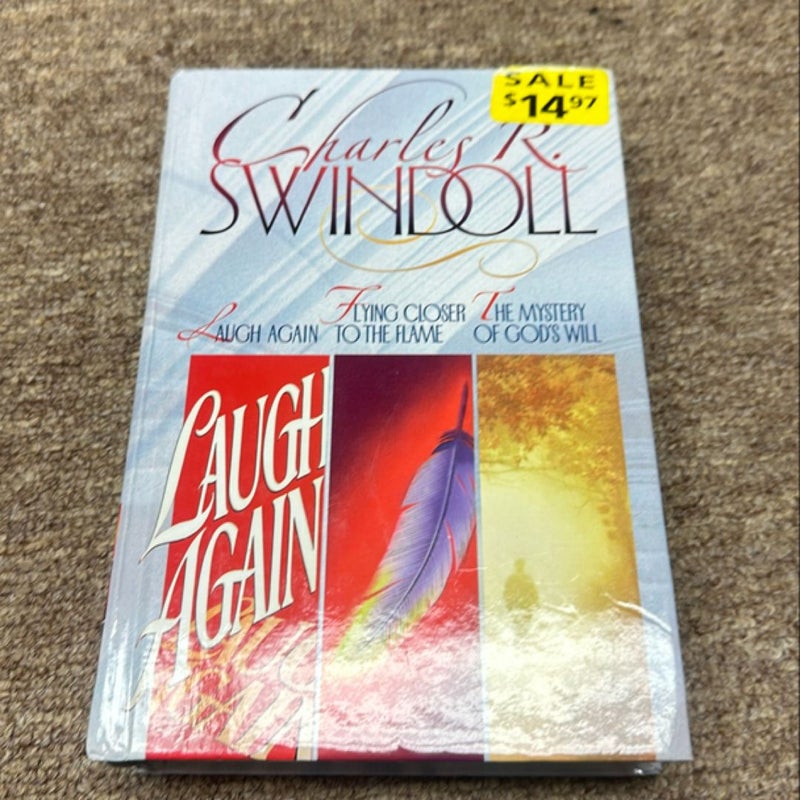 SALE
$14.97
Charles R.
SWINDOLL
LAUGH AGAIN
FLYING CLOSER
TO THE FLAME
THE MYSTERY
OF GOD'S WILL
LAUGH
AGAIN